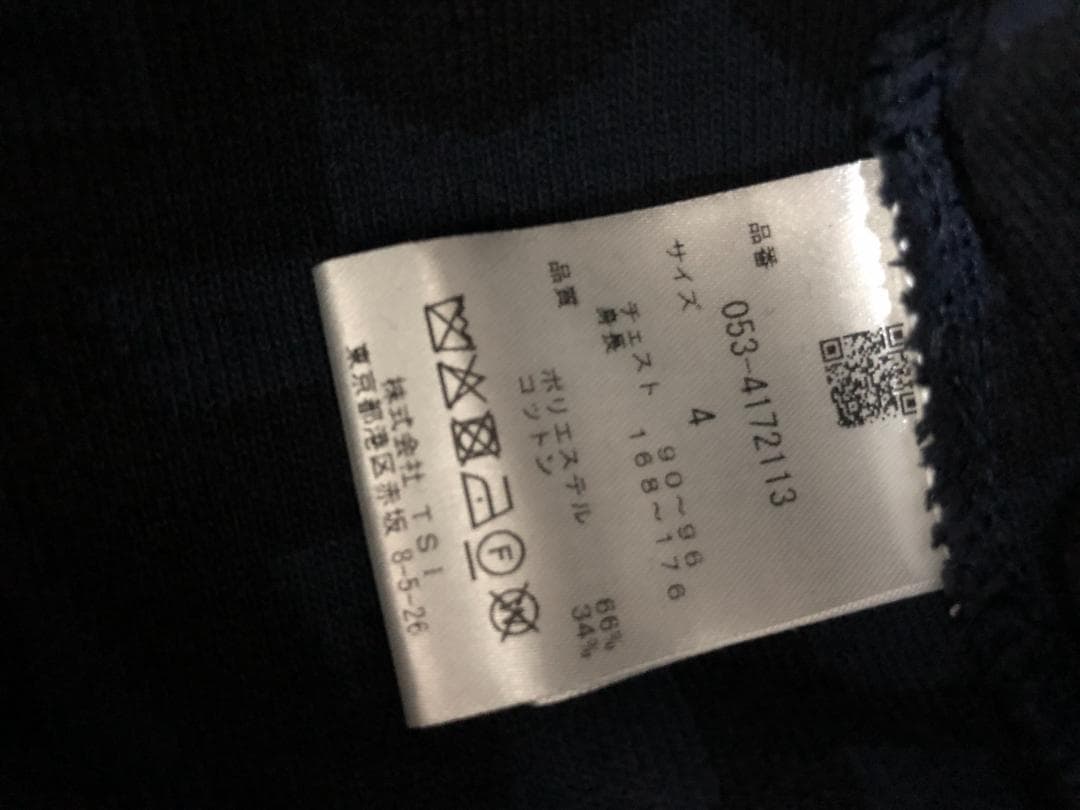 品番
053-4172113
サイズ
4
チェスト 90～96
身長 168～176
品質
ポリエステル 66%
コットン 34%
F
W
株式会社 TSI
東京都港区赤坂 8-5-26